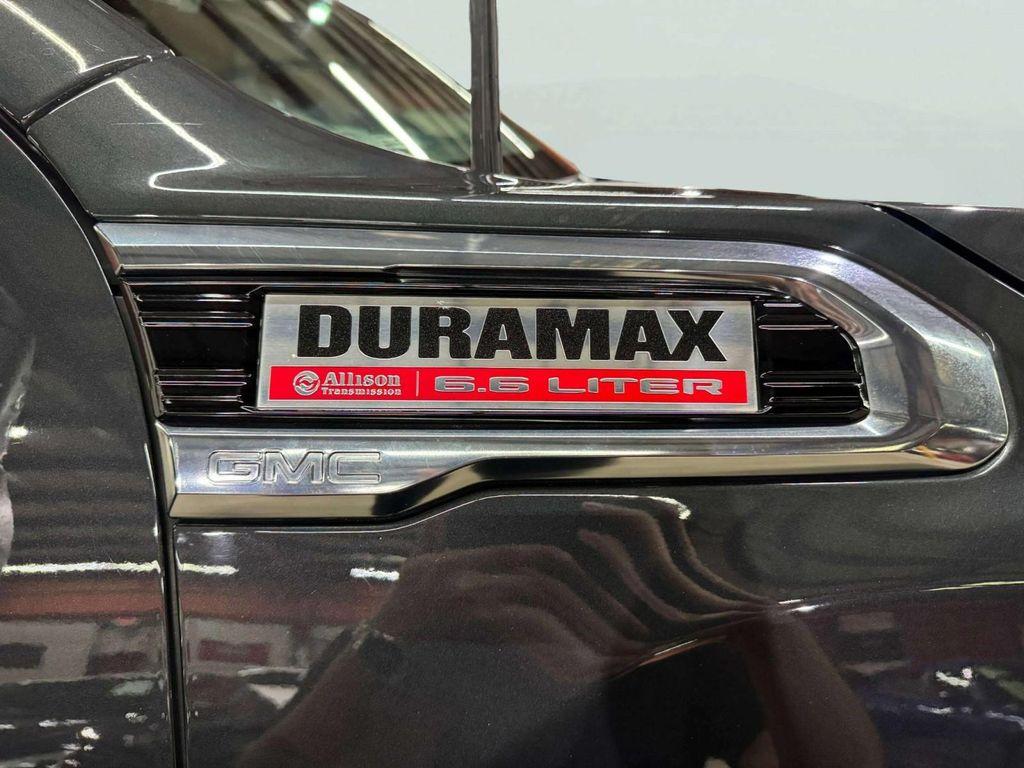 DURAMAX
Allison Transmission | 6.6 LITER
GMC